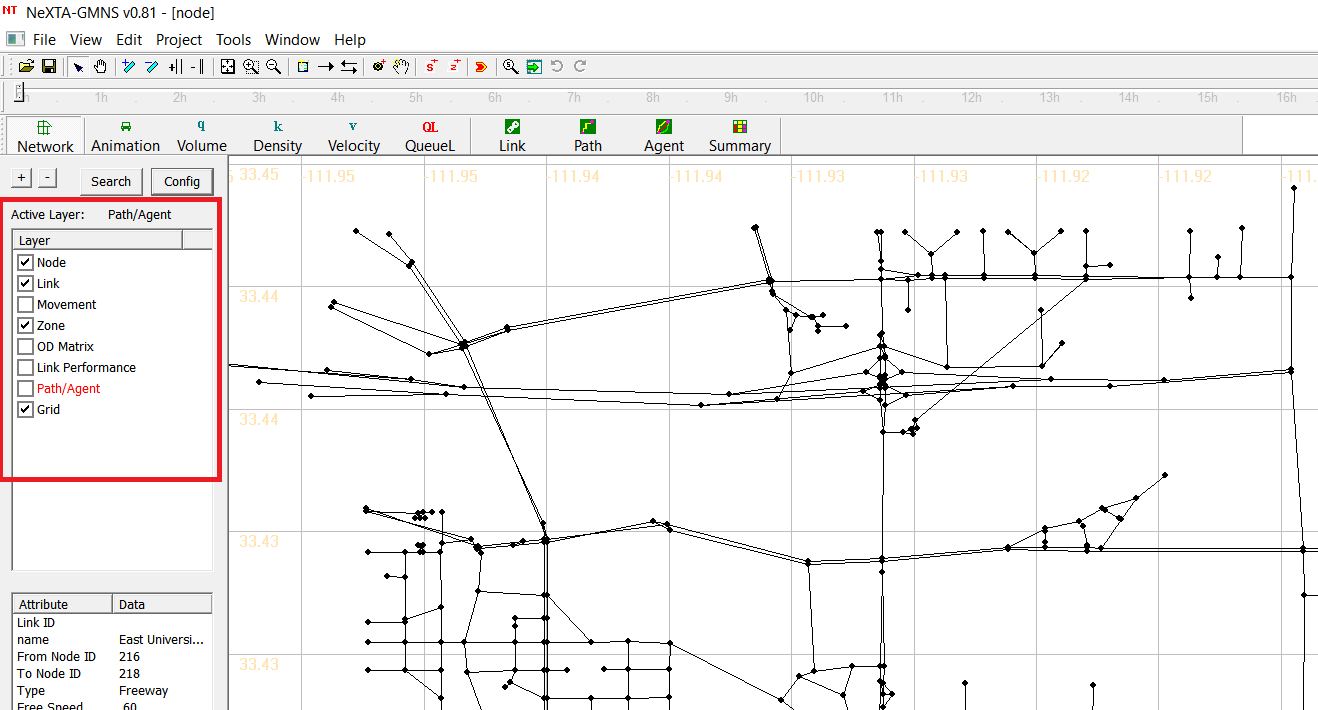 NeXTA-GMNS v0.81 - [node]
File View Edit Project Tools Window Help
1h 2h 3h 4h 5h 6h 7h 8h 9h 10h 11h 12h 13h 14h 15h 16h
q k v QL
Network Animation Volume Density Velocity QueueL Link Path Agent Summary
+ - Search Config
33.45 -111.95 -111.95 -111.94 -111.94 -111.93 -111.93 -111.92 -111.92
Active Layer: Path/Agent
Layer
Node
Link
Movement
Zone
OD Matrix
Link Performance
Path/Agent
Grid
33.44
33.44
33.43
33.43
Attribute Data
Link ID
name East Universi...
From Node ID 216
To Node ID 218
Type Freeway
Free Speed 60